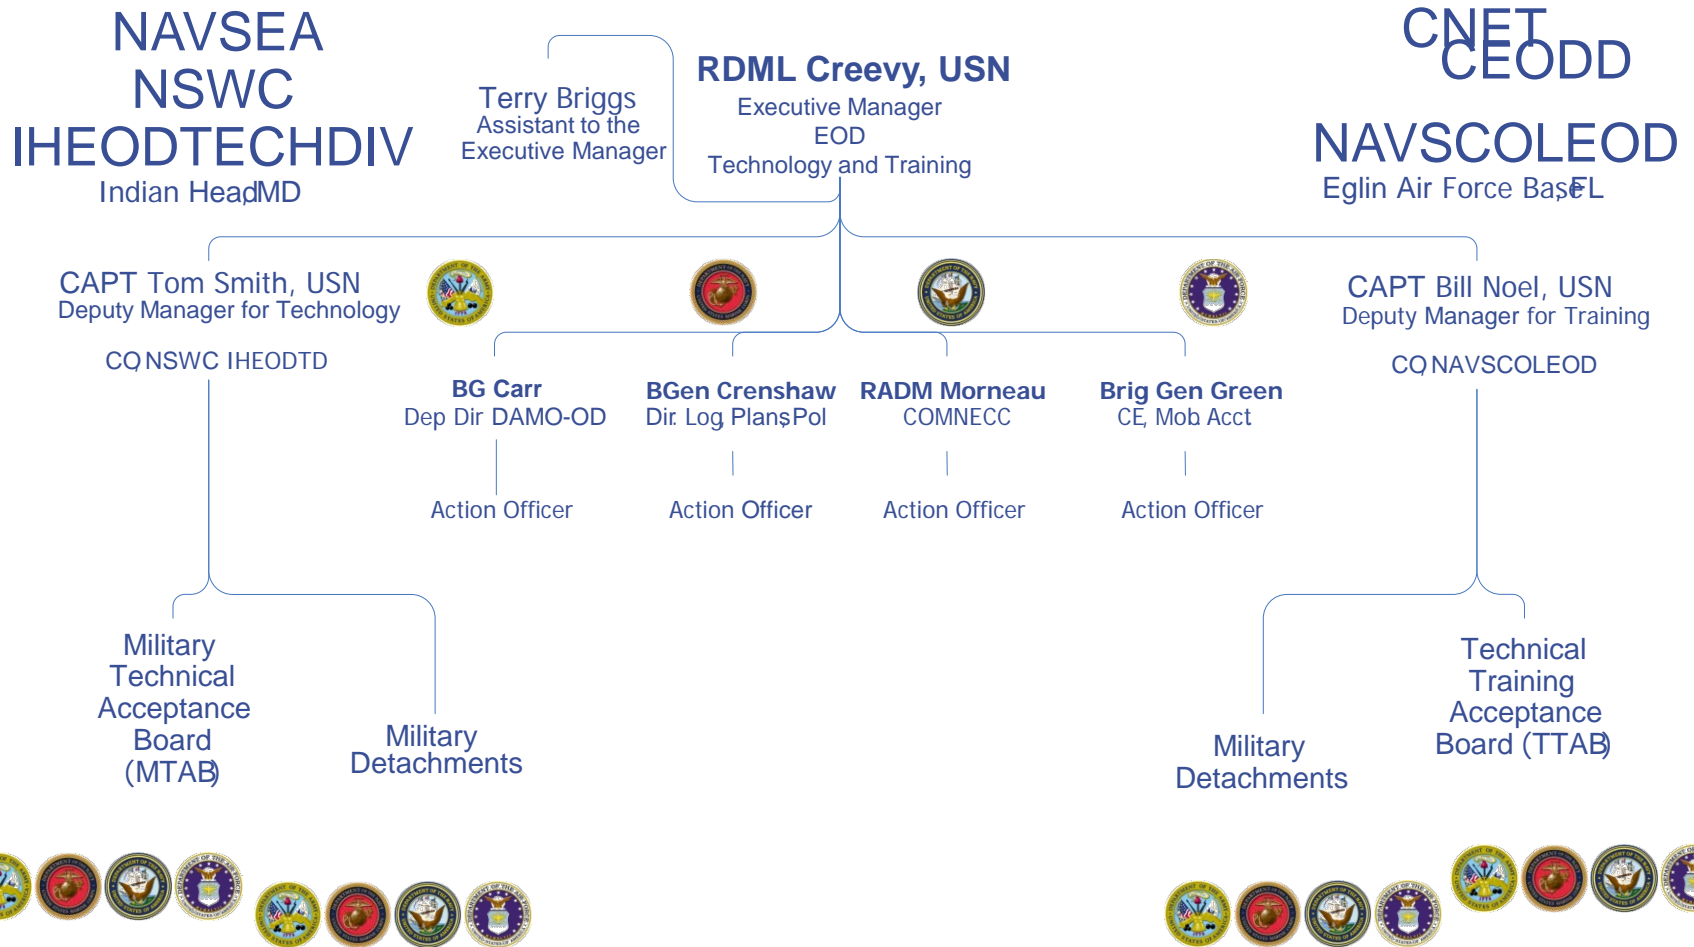 NAVSEA
NSWC
IHEODTECHDIV
Indian Head, MD
Terry Briggs
Assistant to the
Executive Manager
RDML Creevy, USN
Executive Manager
EOD
Technology and Training
CNET
CEODD
NAVSCOLEOD
Eglin Air Force Base, FL
CAPT Tom Smith, USN
Deputy Manager for Technology
CO, NSWC IHEODTD
CAPT Bill Noel, USN
Deputy Manager for Training
CO, NAVSCOLEOD
BG Carr
Dep Dir DAMO-OD
Action Officer
BGen Crenshaw
Dir. Log, Plans, Pol
Action Officer
RADM Morneau
COMNECC
Action Officer
Brig Gen Green
CE, Mob. Acct.
Action Officer
Military
Technical
Acceptance
Board
(MTAB)
Military
Detachments
Military
Detachments
Technical
Training
Acceptance
Board (TTAB)